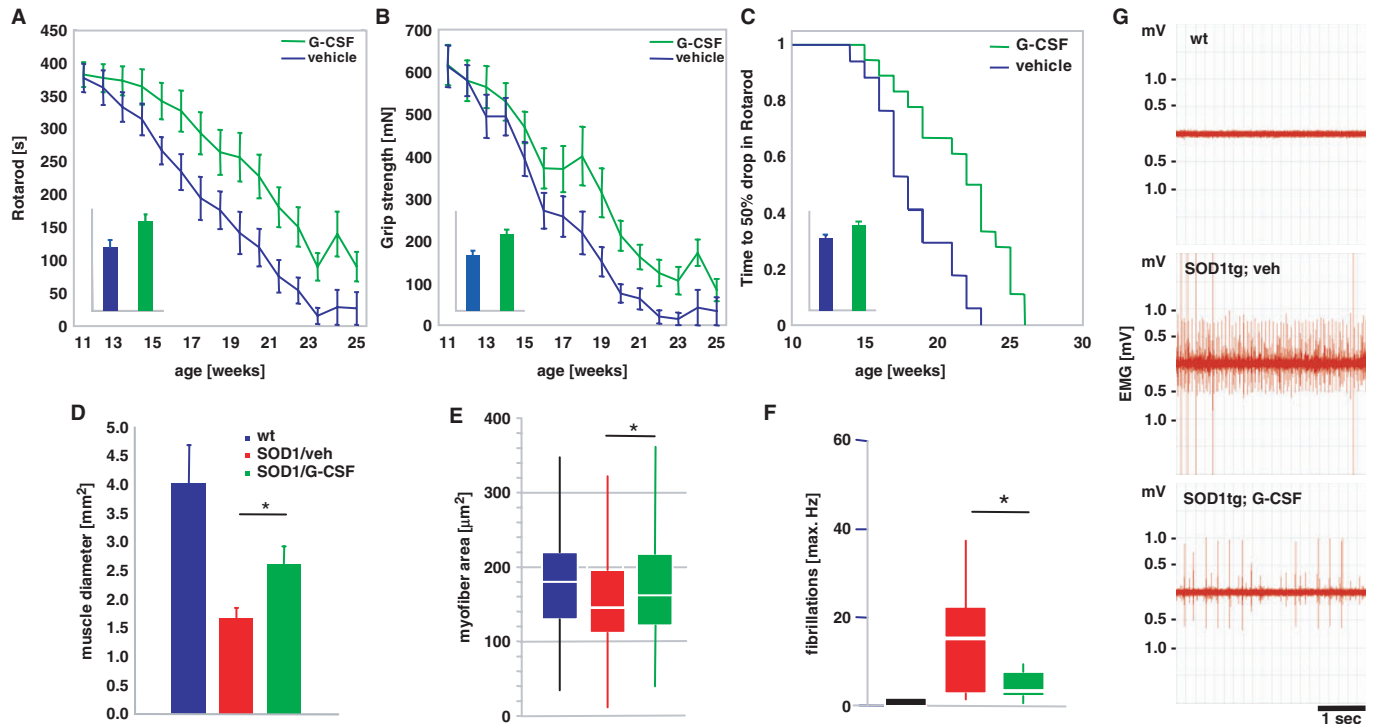 A
450
400
350
300
250
200
150
100
50
0
Rotarod [s]
G-CSF
vehicle
11 13 15 17 19 21 23 25
age [weeks]
B
700
600
500
400
300
200
100
0
Grip strength [mN]
G-CSF
vehicle
11 13 15 17 19 21 23 25
age [weeks]
C
1
0.8
0.6
0.4
0.2
0
Time to 50% drop in Rotarod
G-CSF
vehicle
10 15 20 25 30
age [weeks]
D
5.0
4.5
4.0
3.5
3.0
2.5
2.0
1.5
1.0
0.5
0.0
muscle diameter [mm²]
wt
SOD1/veh
SOD1/G-CSF
*
E
400
300
200
100
0
myofiber area [µm²]
*
F
60
40
20
0
fibrillations [max. Hz]
*
G
mV
wt
1.0
0.5
0.5
1.0
mV
SOD1tg; veh
1.0
0.5
0.5
1.0
EMG [mV]
mV
SOD1tg; G-CSF
1.0
0.5
0.5
1.0
1 sec